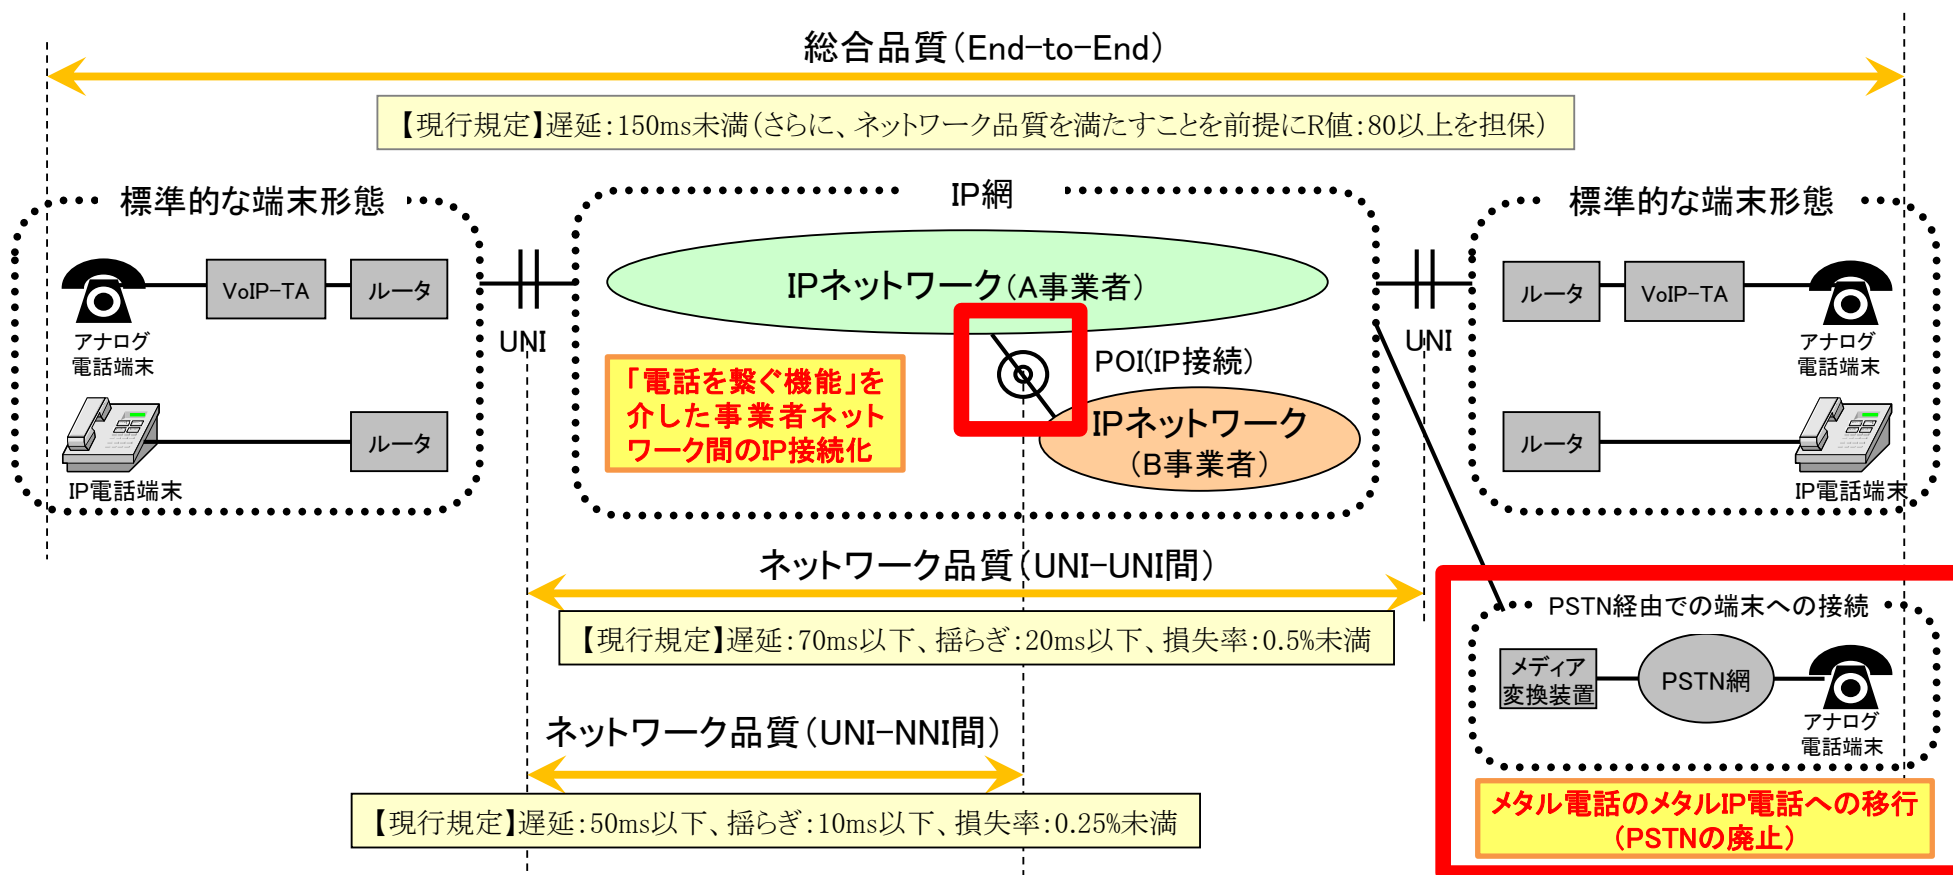 総合品質（End-to-End）
【現行規定】遅延：150ms未満（さらに、ネットワーク品質を満たすことを前提にR値：80以上を担保）
標準的な端末形態
IP網
標準的な端末形態
VoIP-TA
ルータ
アナログ
電話端末
ルータ
IP電話端末
UNI
IPネットワーク（A事業者）
「電話を繋ぐ機能」を
介した事業者ネット
ワーク間のIP接続化
POI(IP接続）
IPネットワーク
（B事業者）
UNI
ルータ
VoIP-TA
アナログ
電話端末
ルータ
IP電話端末
ネットワーク品質（UNI-UNI間）
【現行規定】遅延：70ms以下、揺らぎ：20ms以下、損失率：0.5%未満
PSTN経由での端末への接続
メディア
変換装置
PSTN網
アナログ
電話端末
ネットワーク品質（UNI-NNI間）
【現行規定】遅延：50ms以下、揺らぎ：10ms以下、損失率：0.25%未満
メタル電話のメタルIP電話への移行
（PSTNの廃止）